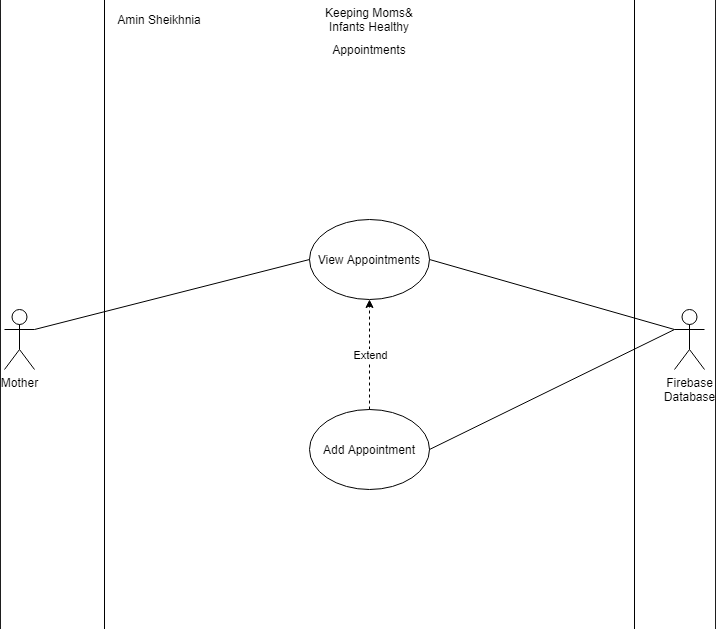 Amin Sheikhnia
Keeping Moms&
Infants Healthy
Appointments
View Appointments
Extend
Mother
Firebase
Database
Add Appointment